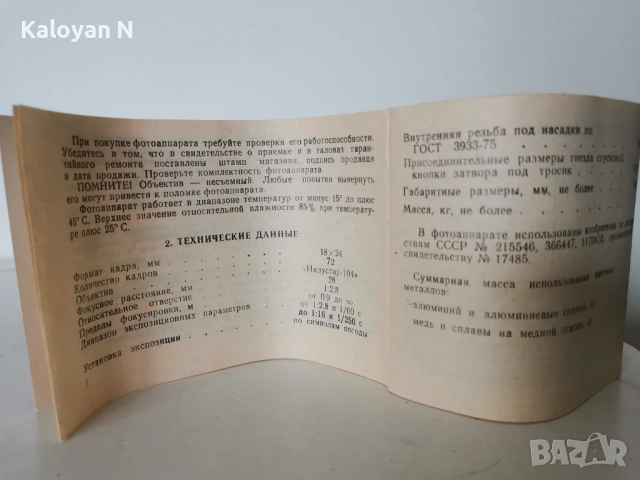 Kaloyan N
При покупке фотоаппарата требуйте проверки его работоспособности.
Убедитесь в том, что в свидетельстве о приемке и в талонах гаран-
тийного ремонта поставлены штамп магазина, подпись продавца
и дата продажи. Проверьте комплектность фотоаппарата.
ПОМНИТЕ! Объектив — несъемный. Любые попытки вывернуть
его могут привести к поломке фотоаппарата.
Фотоаппарат работает в диапазоне температур от минус 15° до плюс
45° С. Верхнее значение относительной влажности 85% при температу-
ре плюс 25° С.
2. ТЕХНИЧЕСКИЕ ДАННЫЕ
Формат кадра, мм 18×24
Количество кадров 72
Объектив «Индустар-104»
Фокусное расстояние, мм 28
Относительное отверстие 1:2,8
Пределы фокусировки, м от 0,9 до ∞
Диапазон экспозиционных параметров от 1:2,8 и 1/60 с
до 1:16 и 1/250 с
Установка экспозиции по символам погоды
Внутренняя резьба под насадки по
ГОСТ 3933-75
Присоединительные размеры гнезда спусковой
кнопки затвора под тросик
Габаритные размеры, мм, не более
Масса, кг, не более
В фотоаппарате использованы изобретения по
ствам СССР № 215546, 366447,
свидетельству № 17485.
Суммарная масса использования
металлов:
-алюминий и алюминиевые сплавы,
медь и сплавы на медной основе,
BAZAR